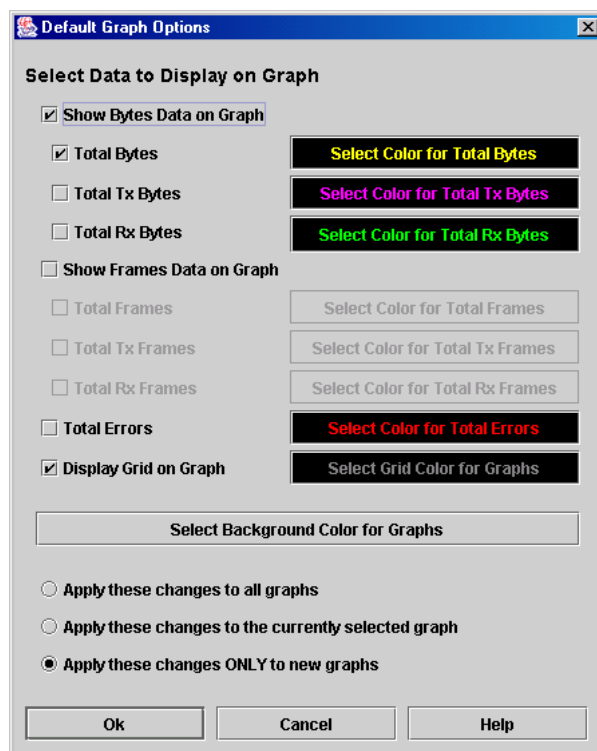 Default Graph Options
Select Data to Display on Graph
Show Bytes Data on Graph
Total Bytes Select Color for Total Bytes
Total Tx Bytes Select Color for Total Tx Bytes
Total Rx Bytes Select Color for Total Rx Bytes
Show Frames Data on Graph
Total Frames Select Color for Total Frames
Total Tx Frames Select Color for Total Tx Frames
Total Rx Frames Select Color for Total Rx Frames
Total Errors Select Color for Total Errors
Display Grid on Graph Select Grid Color for Graphs
Select Background Color for Graphs
Apply these changes to all graphs
Apply these changes to the currently selected graph
Apply these changes ONLY to new graphs
Ok Cancel Help